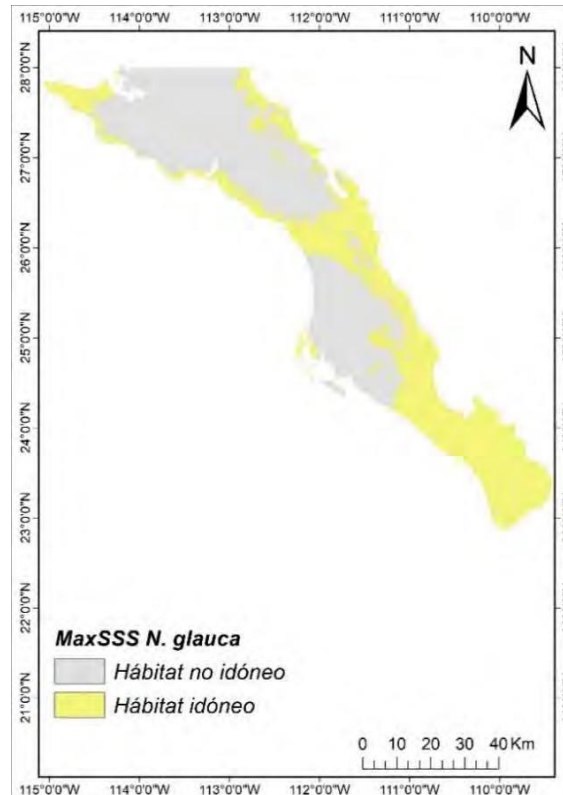 115°0'0"W 114°0'0"W 113°0'0"W 112°0'0"W 111°0'0"W 110°0'0"W
N
28°0'0"N
27°0'0"N
26°0'0"N
25°0'0"N
24°0'0"N
23°0'0"N
22°0'0"N
21°0'0"N
MaxSSS N. glauca
Hábitat no idóneo
Hábitat idóneo
0 10 20 30 40 Km
115°0'0"W 114°0'0"W 113°0'0"W 112°0'0"W 111°0'0"W 110°0'0"W